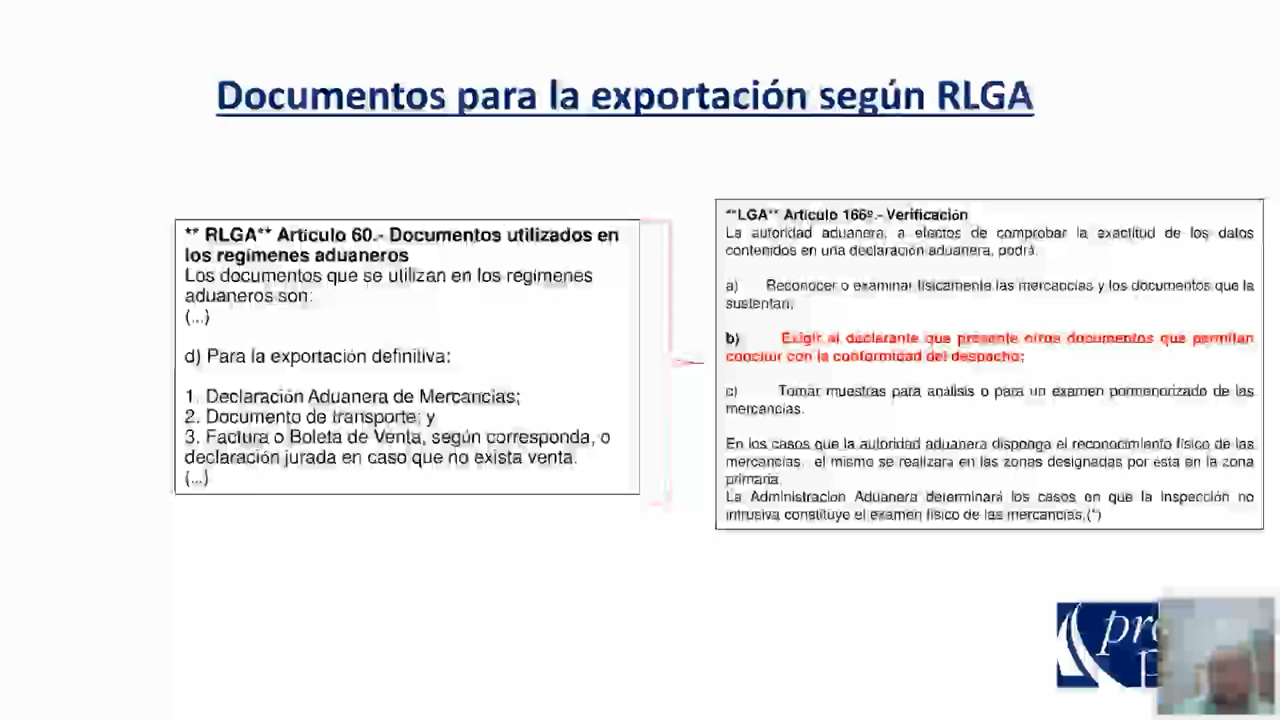 Documentos para la exportación según RLGA
** RLGA** Artículo 60.- Documentos utilizados en
los regímenes aduaneros
Los documentos que se utilizan en los regímenes
aduaneros son:
(...)
d) Para la exportación definitiva:
1. Declaración Aduanera de Mercancías;
2. Documento de transporte; y
3. Factura o Boleta de Venta, según corresponda, o
declaración jurada en caso que no exista venta.
(...)
**LGA** Artículo 166º.- Verificación
La autoridad aduanera, a efectos de comprobar la exactitud de los datos
contenidos en una declaración aduanera, podrá:
a) Reconocer o examinar físicamente las mercancías y los documentos que la
sustentan;
b) Exigir al declarante que presente otros documentos que permitan
concluir con la conformidad del despacho;
c) Tomar muestras para análisis o para un examen pormenorizado de las
mercancías.
En los casos que la autoridad aduanera disponga el reconocimiento físico de las
mercancías, el mismo se realizará en las zonas designadas por ésta en la zona
primaria.
La Administración Aduanera determinará los casos en que la inspección no
intrusiva constituye el examen físico de las mercancías.(*)